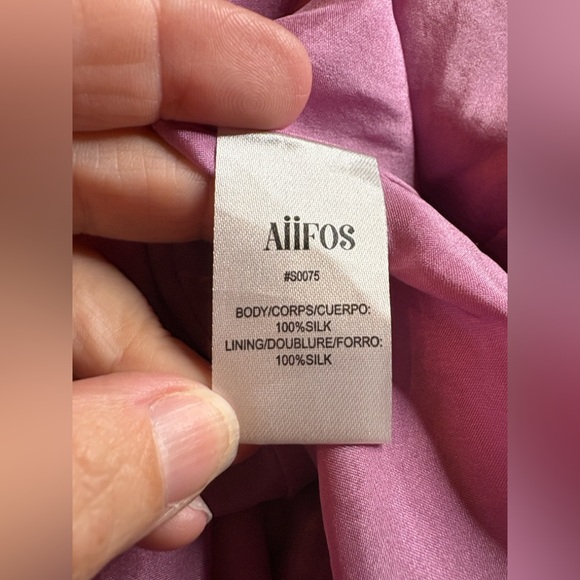 AiiFOS
#S0075
BODY/CORPS/CUERPO:
100%SILK
LINING/DOUBLURE/FORRO:
100%SILK